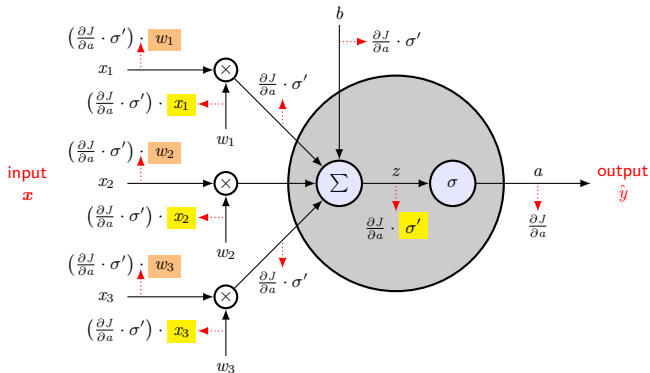 b
(∂J/∂a · σ′) · w₁
∂J/∂a · σ′
x₁
×
∂J/∂a · σ′
(∂J/∂a · σ′) · x₁
w₁
(∂J/∂a · σ′) · w₂
input
x
x₂
×
∑
z
σ
a
output
ŷ
(∂J/∂a · σ′) · x₂
∂J/∂a · σ′
∂J/∂a
w₂
(∂J/∂a · σ′) · w₃
∂J/∂a · σ′
x₃
×
(∂J/∂a · σ′) · x₃
w₃